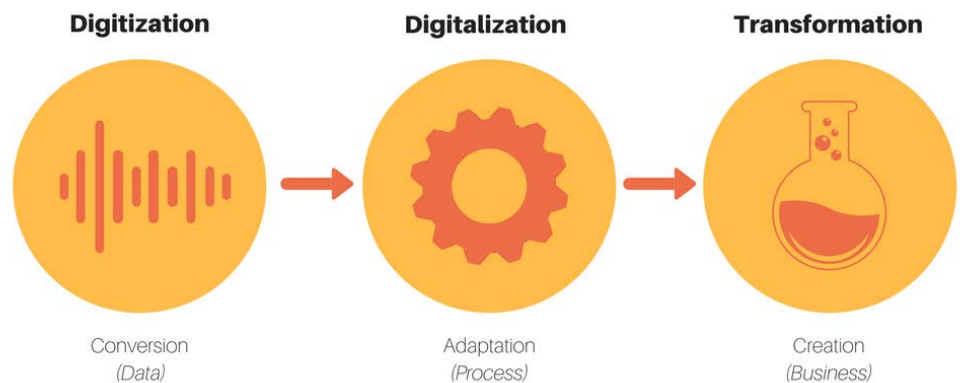 Digitization
Digitalization
Transformation
Conversion
(Data)
Adaptation
(Process)
Creation
(Business)